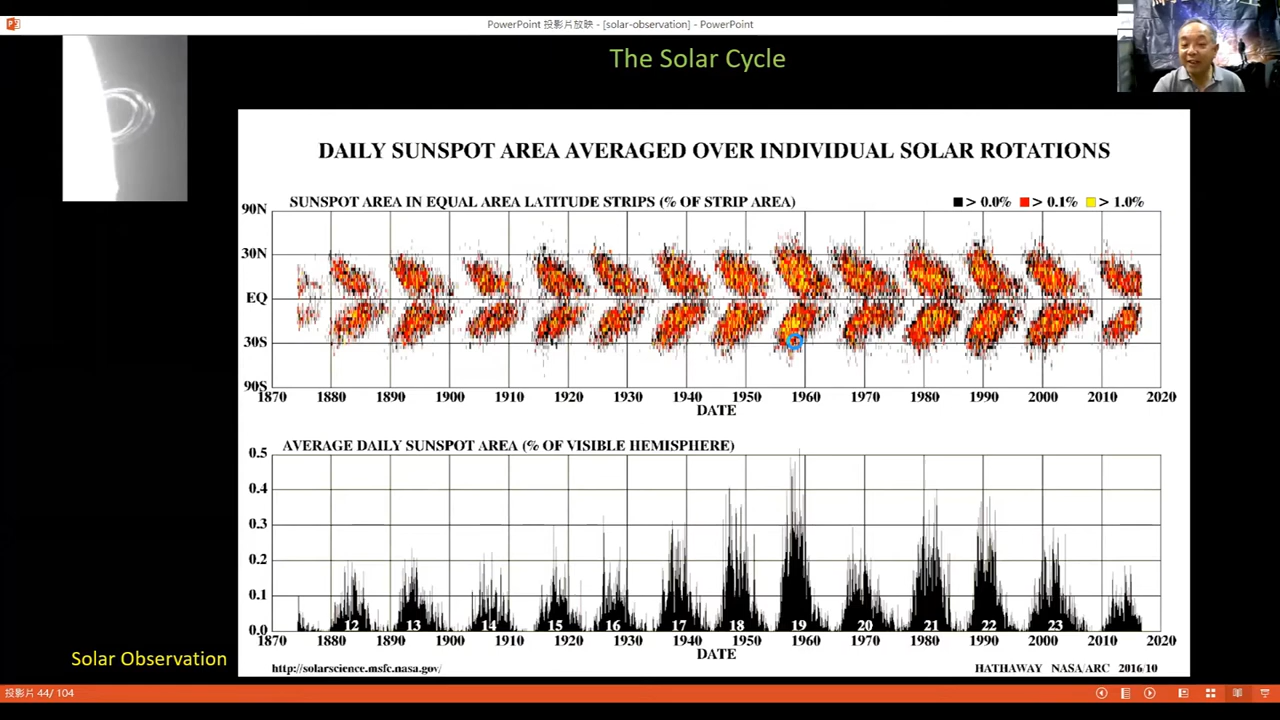 PowerPoint 投影片放映 - [solar-observation] - PowerPoint
The Solar Cycle
DAILY SUNSPOT AREA AVERAGED OVER INDIVIDUAL SOLAR ROTATIONS
SUNSPOT AREA IN EQUAL AREA LATITUDE STRIPS (% OF STRIP AREA)
> 0.0% > 0.1% > 1.0%
90N
30N
EQ
30S
90S
1870 1880 1890 1900 1910 1920 1930 1940 1950 1960 1970 1980 1990 2000 2010 2020
DATE
AVERAGE DAILY SUNSPOT AREA (% OF VISIBLE HEMISPHERE)
0.5
0.4
0.3
0.2
0.1
0.0
12 13 14 15 16 17 18 19 20 21 22 23
1870 1880 1890 1900 1910 1920 1930 1940 1950 1960 1970 1980 1990 2000 2010 2020
DATE
http://solarscience.msfc.nasa.gov/
HATHAWAY NASA/ARC 2016/10
Solar Observation
投影片 44/ 104